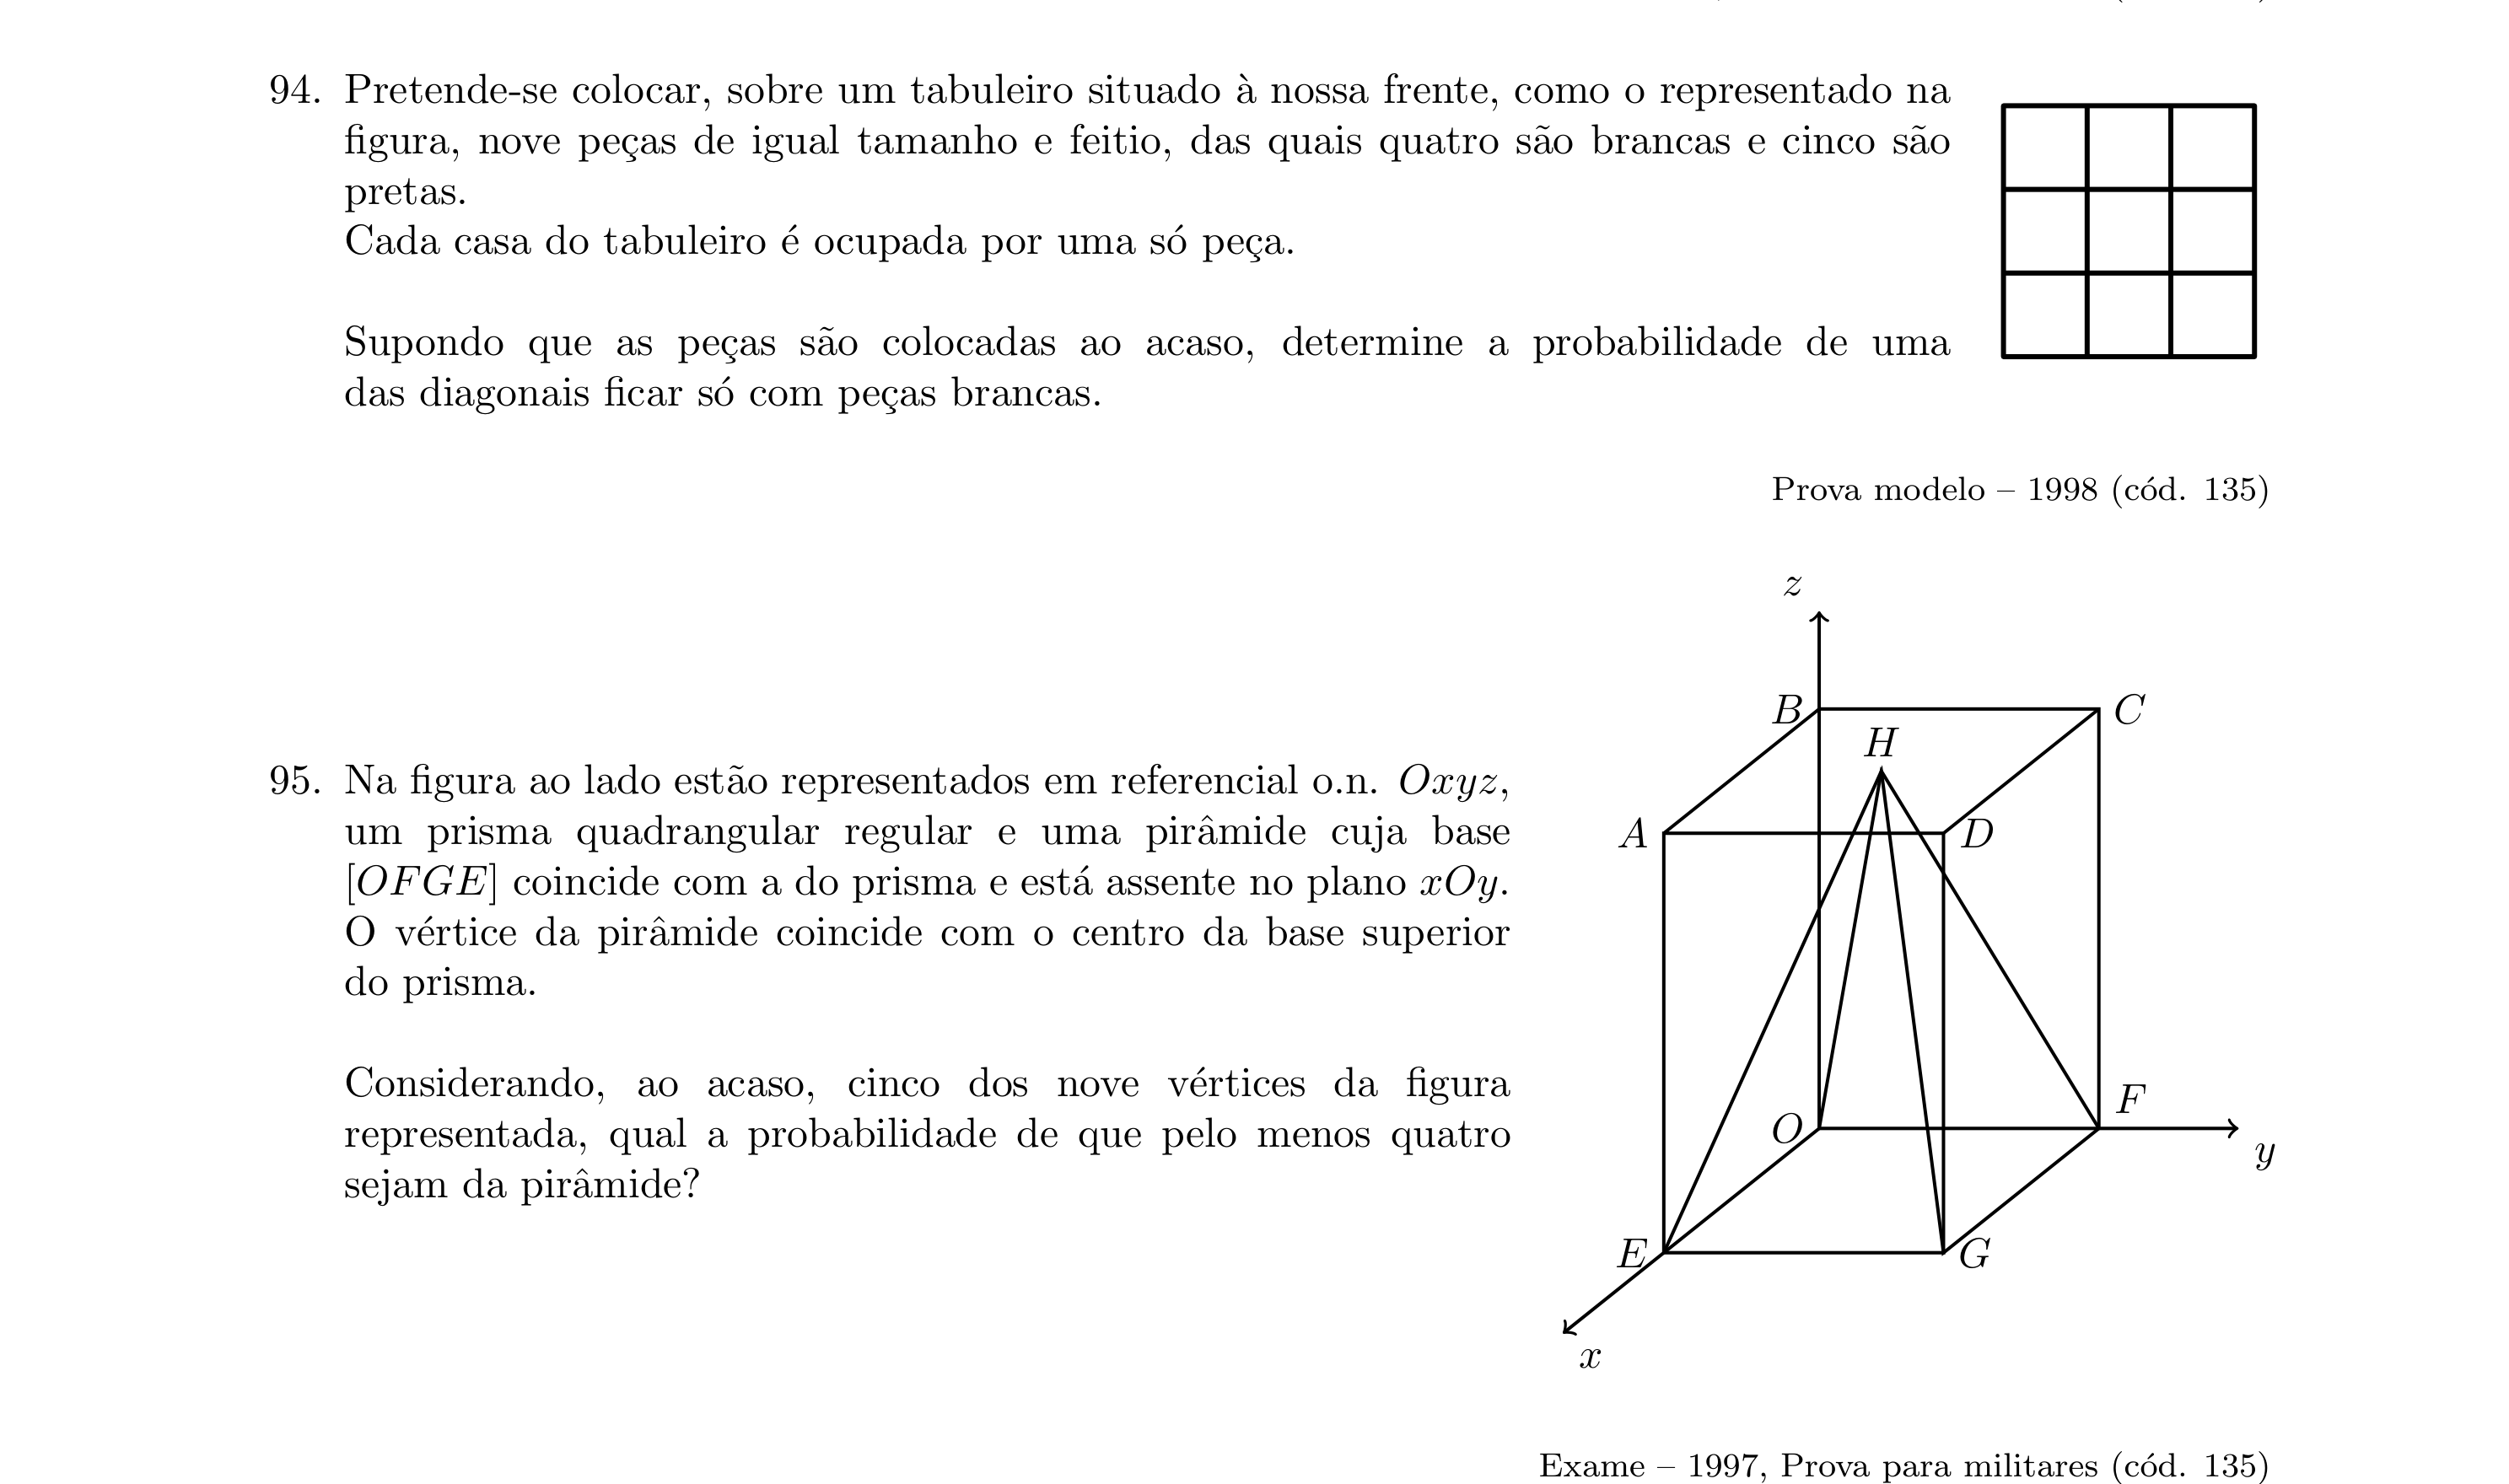 94. Pretende-se colocar, sobre um tabuleiro situado à nossa frente, como o representado na
figura, nove peças de igual tamanho e feitio, das quais quatro são brancas e cinco são
pretas.
Cada casa do tabuleiro é ocupada por uma só peça.
Supondo que as peças são colocadas ao acaso, determine a probabilidade de uma
das diagonais ficar só com peças brancas.
Prova modelo – 1998 (cód. 135)
z
B
C
H
A
D
95. Na figura ao lado estão representados em referencial o.n. Oxyz,
um prisma quadrangular regular e uma pirâmide cuja base
[OFGE] coincide com a do prisma e está assente no plano xOy.
O vértice da pirâmide coincide com o centro da base superior
do prisma.
Considerando, ao acaso, cinco dos nove vértices da figura
representada, qual a probabilidade de que pelo menos quatro
sejam da pirâmide?
F
O
y
E
G
x
Exame – 1997, Prova para militares (cód. 135)